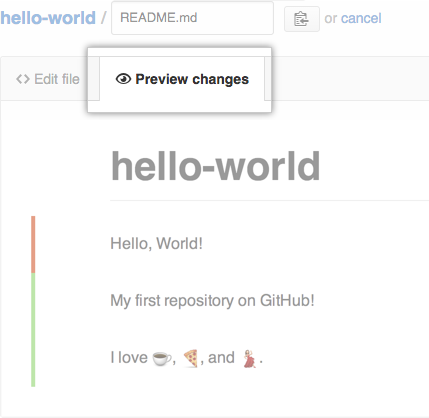 hello-world / README.md or cancel
Edit file Preview changes
hello-world
Hello, World!
My first repository on GitHub!
I love ☕, 🍕, and 💃.